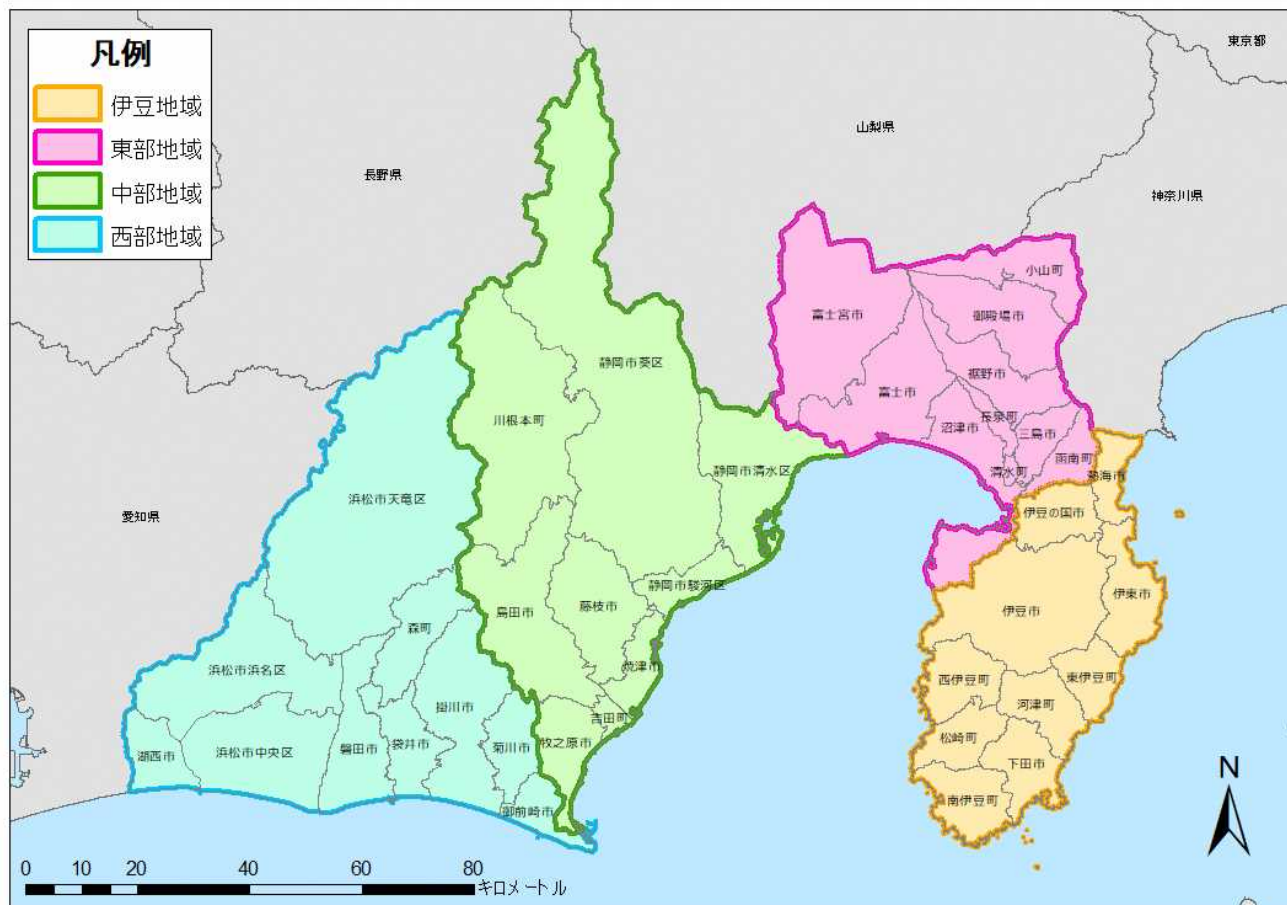 凡例
伊豆地域
東部地域
中部地域
西部地域
東京都
山梨県
長野県
神奈川県
愛知県
小山町
富士宮市
御殿場市
静岡市葵区
裾野市
富士市
川根本町
長泉町
沼津市
三島市
函南町
清水町
静岡市清水区
熱海市
浜松市天竜区
伊豆の国市
静岡市駿河区
島田市
藤枝市
伊豆市
伊東市
森町
焼津市
浜松市浜名区
西伊豆町
東伊豆町
河津町
掛川市
吉田町
牧之原市
菊川市
松崎町
湖西市
浜松市中央区
磐田市
袋井市
下田市
南伊豆町
御前崎市
N
0 10 20 40 60 80
キロメートル